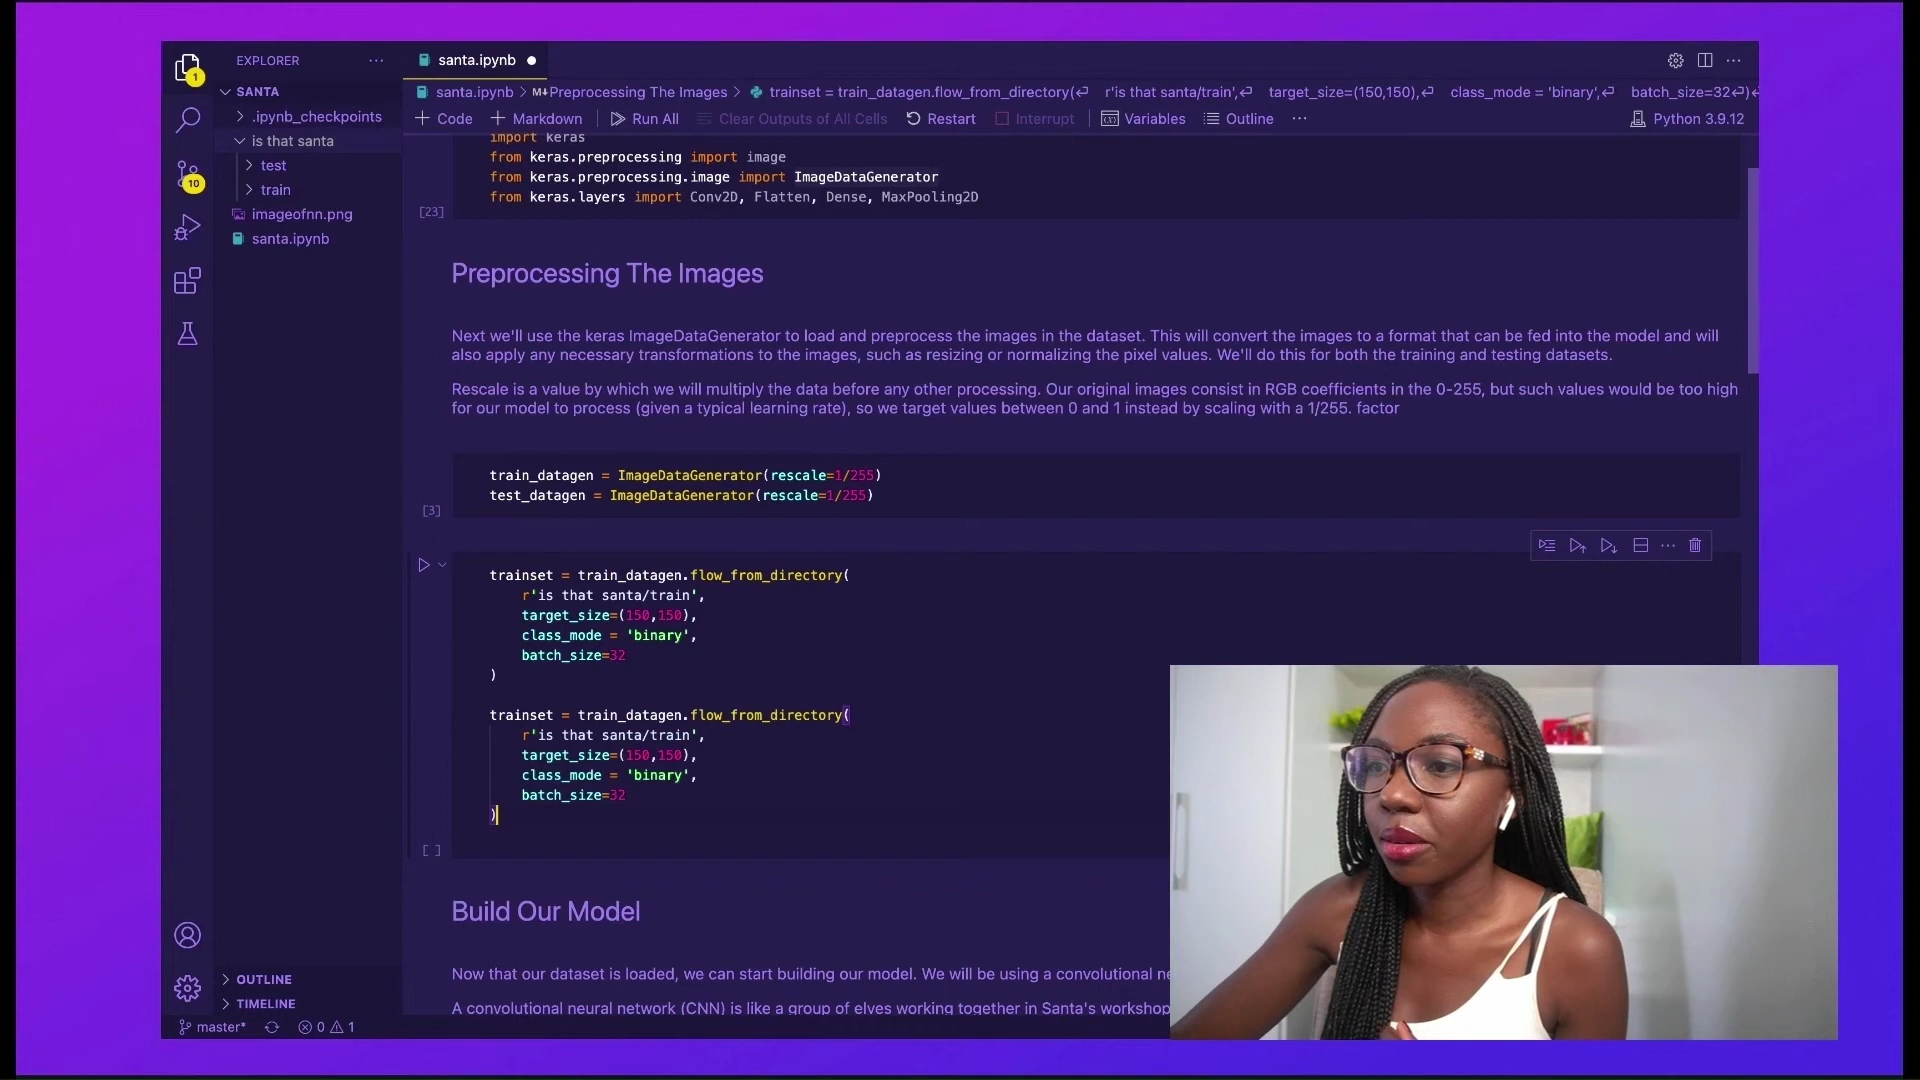 EXPLORER
SANTA
.ipynb_checkpoints
is that santa
test
train
imageofnn.png
santa.ipynb
OUTLINE
TIMELINE
master*
0
1
1
10
santa.ipynb
santa.ipynb > M↓Preprocessing The Images > trainset = train_datagen.flow_from_directory(↵ r'is that santa/train',↵ target_size=(150,150),↵ class_mode = 'binary',↵ batch_size=32↵)↵
+ Code + Markdown Run All Clear Outputs of All Cells Restart Interrupt Variables Outline ··· Python 3.9.12
import keras
from keras.preprocessing import image
from keras.preprocessing.image import ImageDataGenerator
from keras.layers import Conv2D, Flatten, Dense, MaxPooling2D
[23]
Preprocessing The Images
Next we'll use the keras ImageDataGenerator to load and preprocess the images in the dataset. This will convert the images to a format that can be fed into the model and will
also apply any necessary transformations to the images, such as resizing or normalizing the pixel values. We'll do this for both the training and testing datasets.
Rescale is a value by which we will multiply the data before any other processing. Our original images consist in RGB coefficients in the 0-255, but such values would be too high
for our model to process (given a typical learning rate), so we target values between 0 and 1 instead by scaling with a 1/255. factor
train_datagen = ImageDataGenerator(rescale=1/255)
test_datagen = ImageDataGenerator(rescale=1/255)
[3]
trainset = train_datagen.flow_from_directory(
r'is that santa/train',
target_size=(150,150),
class_mode = 'binary',
batch_size=32
)
trainset = train_datagen.flow_from_directory(
r'is that santa/train',
target_size=(150,150),
class_mode = 'binary',
batch_size=32
)
[ ]
Build Our Model
Now that our dataset is loaded, we can start building our model. We will be using a convolutional ne
A convolutional neural network (CNN) is like a group of elves working together in Santa's workshop